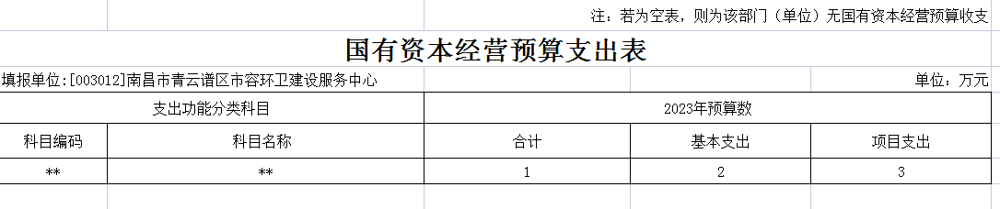 注：若为空表，则为该部门（单位）无国有资本经营预算收支
国有资本经营预算支出表
填报单位:[003012]南昌市青云谱区市容环卫建设服务中心 单位：万元
支出功能分类科目 2023年预算数
科目编码 科目名称 合计 基本支出 项目支出
** ** 1 2 3